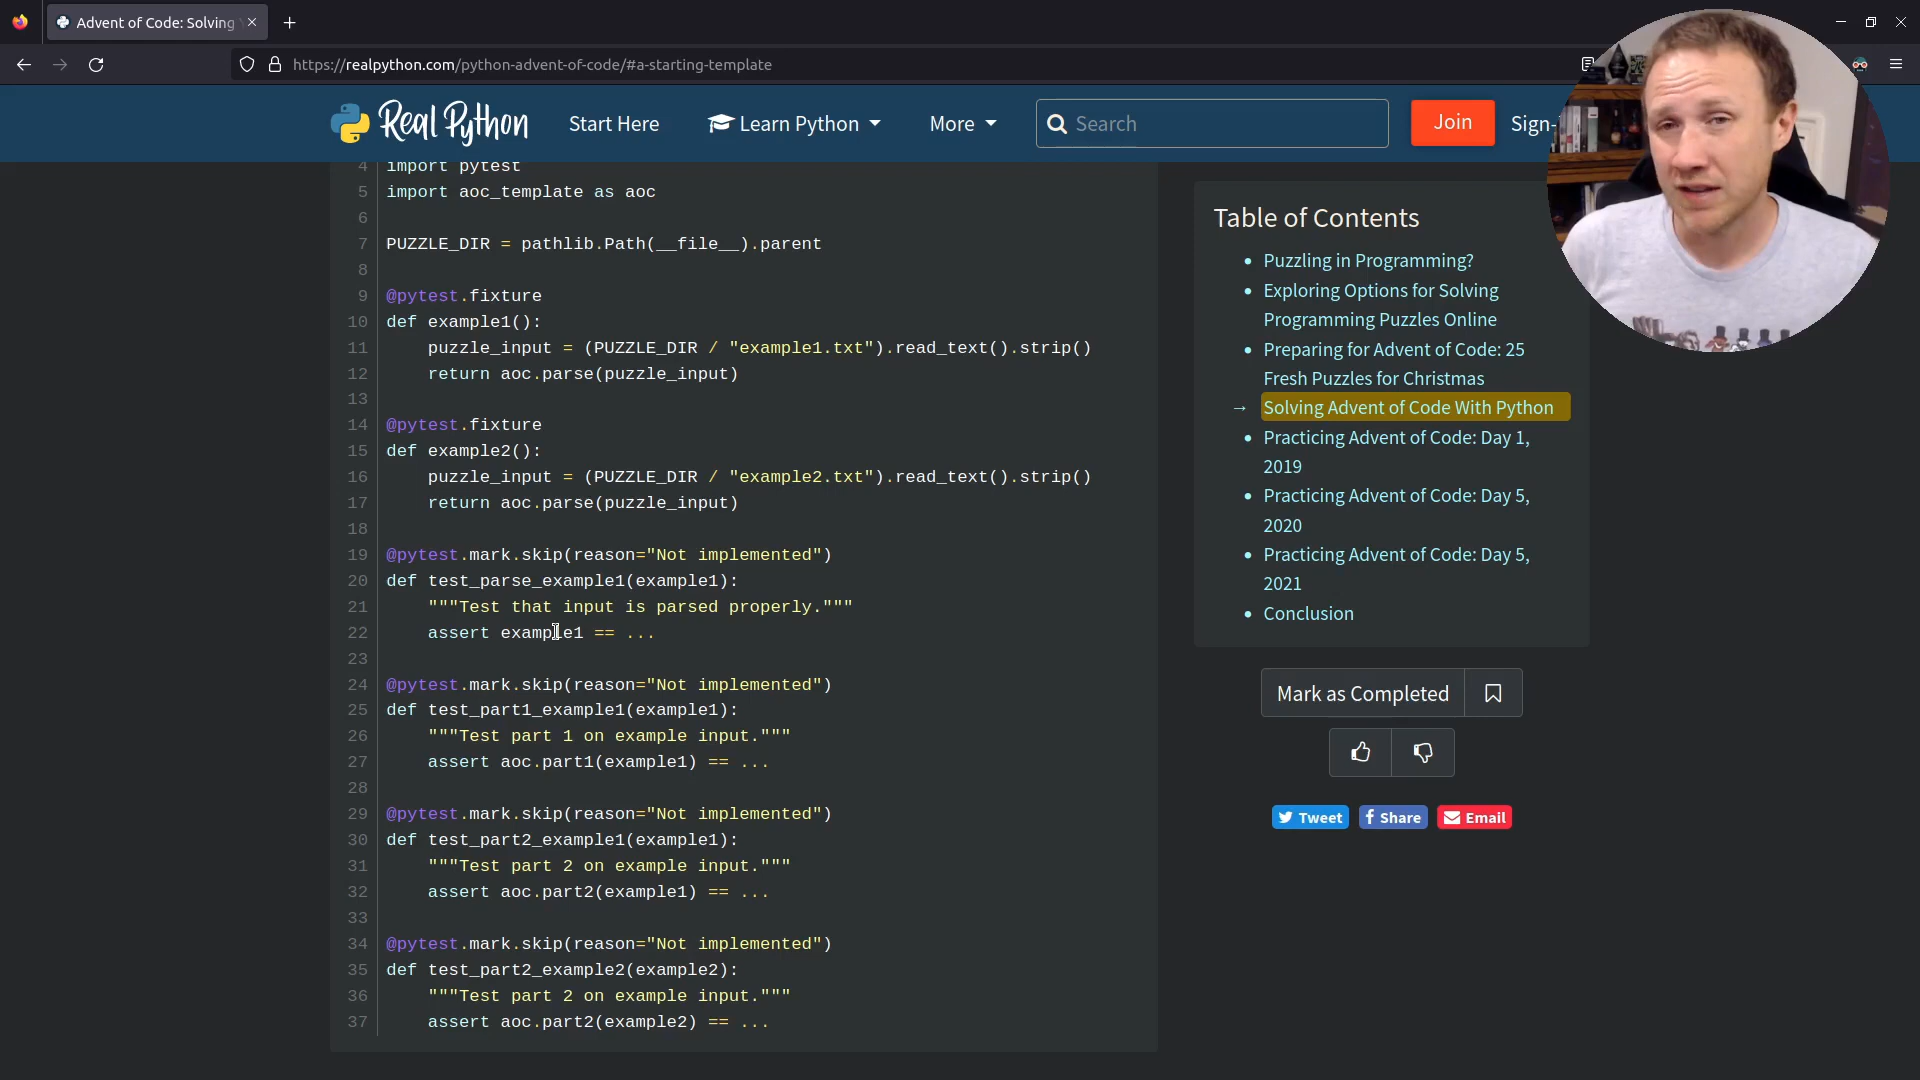 Advent of Code: Solving
https://realpython.com/python-advent-of-code/#a-starting-template
Real Python
Start Here
Learn Python
More
Search
Join
Sign-
4 import pytest
5 import aoc_template as aoc
6
7 PUZZLE_DIR = pathlib.Path(__file__).parent
8
9 @pytest.fixture
10 def example1():
11     puzzle_input = (PUZZLE_DIR / "example1.txt").read_text().strip()
12     return aoc.parse(puzzle_input)
13
14 @pytest.fixture
15 def example2():
16     puzzle_input = (PUZZLE_DIR / "example2.txt").read_text().strip()
17     return aoc.parse(puzzle_input)
18
19 @pytest.mark.skip(reason="Not implemented")
20 def test_parse_example1(example1):
21     """Test that input is parsed properly."""
22     assert example1 == ...
23
24 @pytest.mark.skip(reason="Not implemented")
25 def test_part1_example1(example1):
26     """Test part 1 on example input."""
27     assert aoc.part1(example1) == ...
28
29 @pytest.mark.skip(reason="Not implemented")
30 def test_part2_example1(example1):
31     """Test part 2 on example input."""
32     assert aoc.part2(example1) == ...
33
34 @pytest.mark.skip(reason="Not implemented")
35 def test_part2_example2(example2):
36     """Test part 2 on example input."""
37     assert aoc.part2(example2) == ...
Table of Contents
• Puzzling in Programming?
• Exploring Options for Solving
Programming Puzzles Online
• Preparing for Advent of Code: 25
Fresh Puzzles for Christmas
→ Solving Advent of Code With Python
• Practicing Advent of Code: Day 1,
2019
• Practicing Advent of Code: Day 5,
2020
• Practicing Advent of Code: Day 5,
2021
• Conclusion
Mark as Completed
Tweet
Share
Email